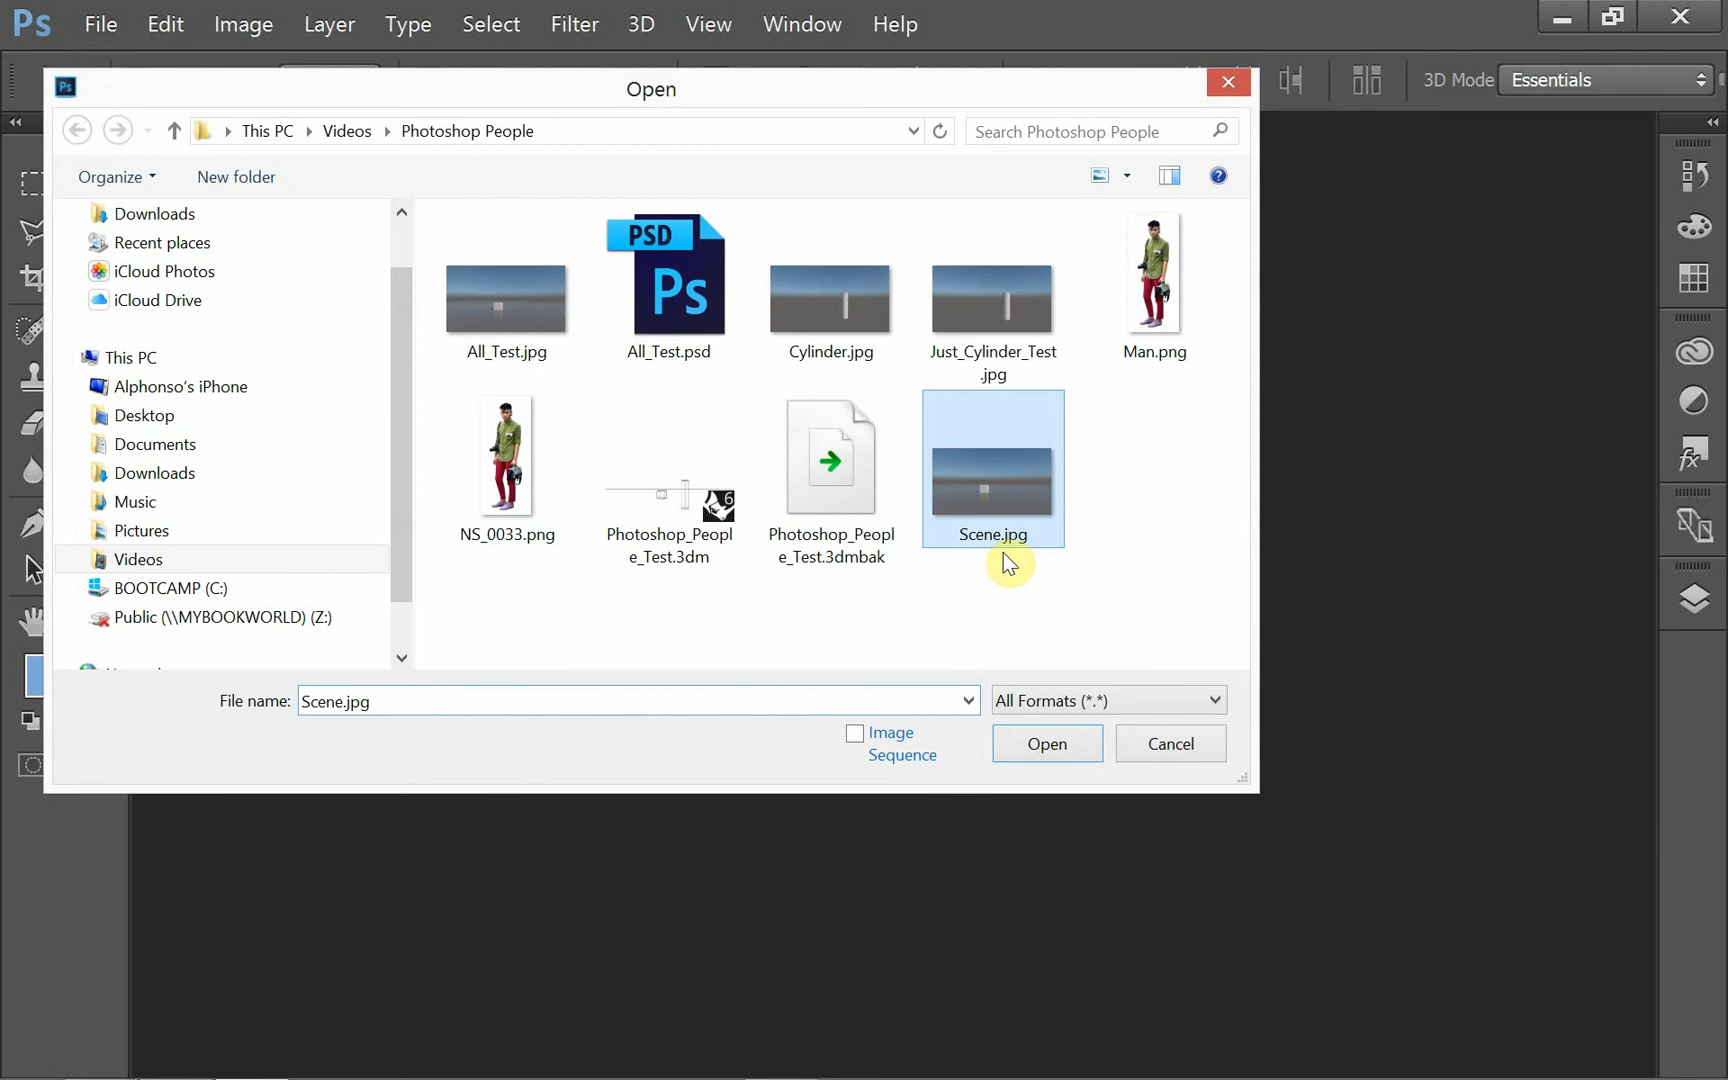 Ps File Edit Image Layer Type Select Filter 3D View Window Help
3D Mode Essentials
Ps Open
This PC Videos Photoshop People Search Photoshop People
Organize New folder
Downloads
Recent places
iCloud Photos
iCloud Drive
This PC
Alphonso's iPhone
Desktop
Documents
Downloads
Music
Pictures
Videos
BOOTCAMP (C:)
Public (\\MYBOOKWORLD) (Z:)
PSD
Ps
All_Test.jpg
All_Test.psd
Cylinder.jpg
Just_Cylinder_Test
.jpg
Man.png
NS_0033.png
6
Photoshop_Peopl
e_Test.3dm
Photoshop_Peopl
e_Test.3dmbak
Scene.jpg
File name: Scene.jpg All Formats (*.*)
Image
Sequence
Open Cancel